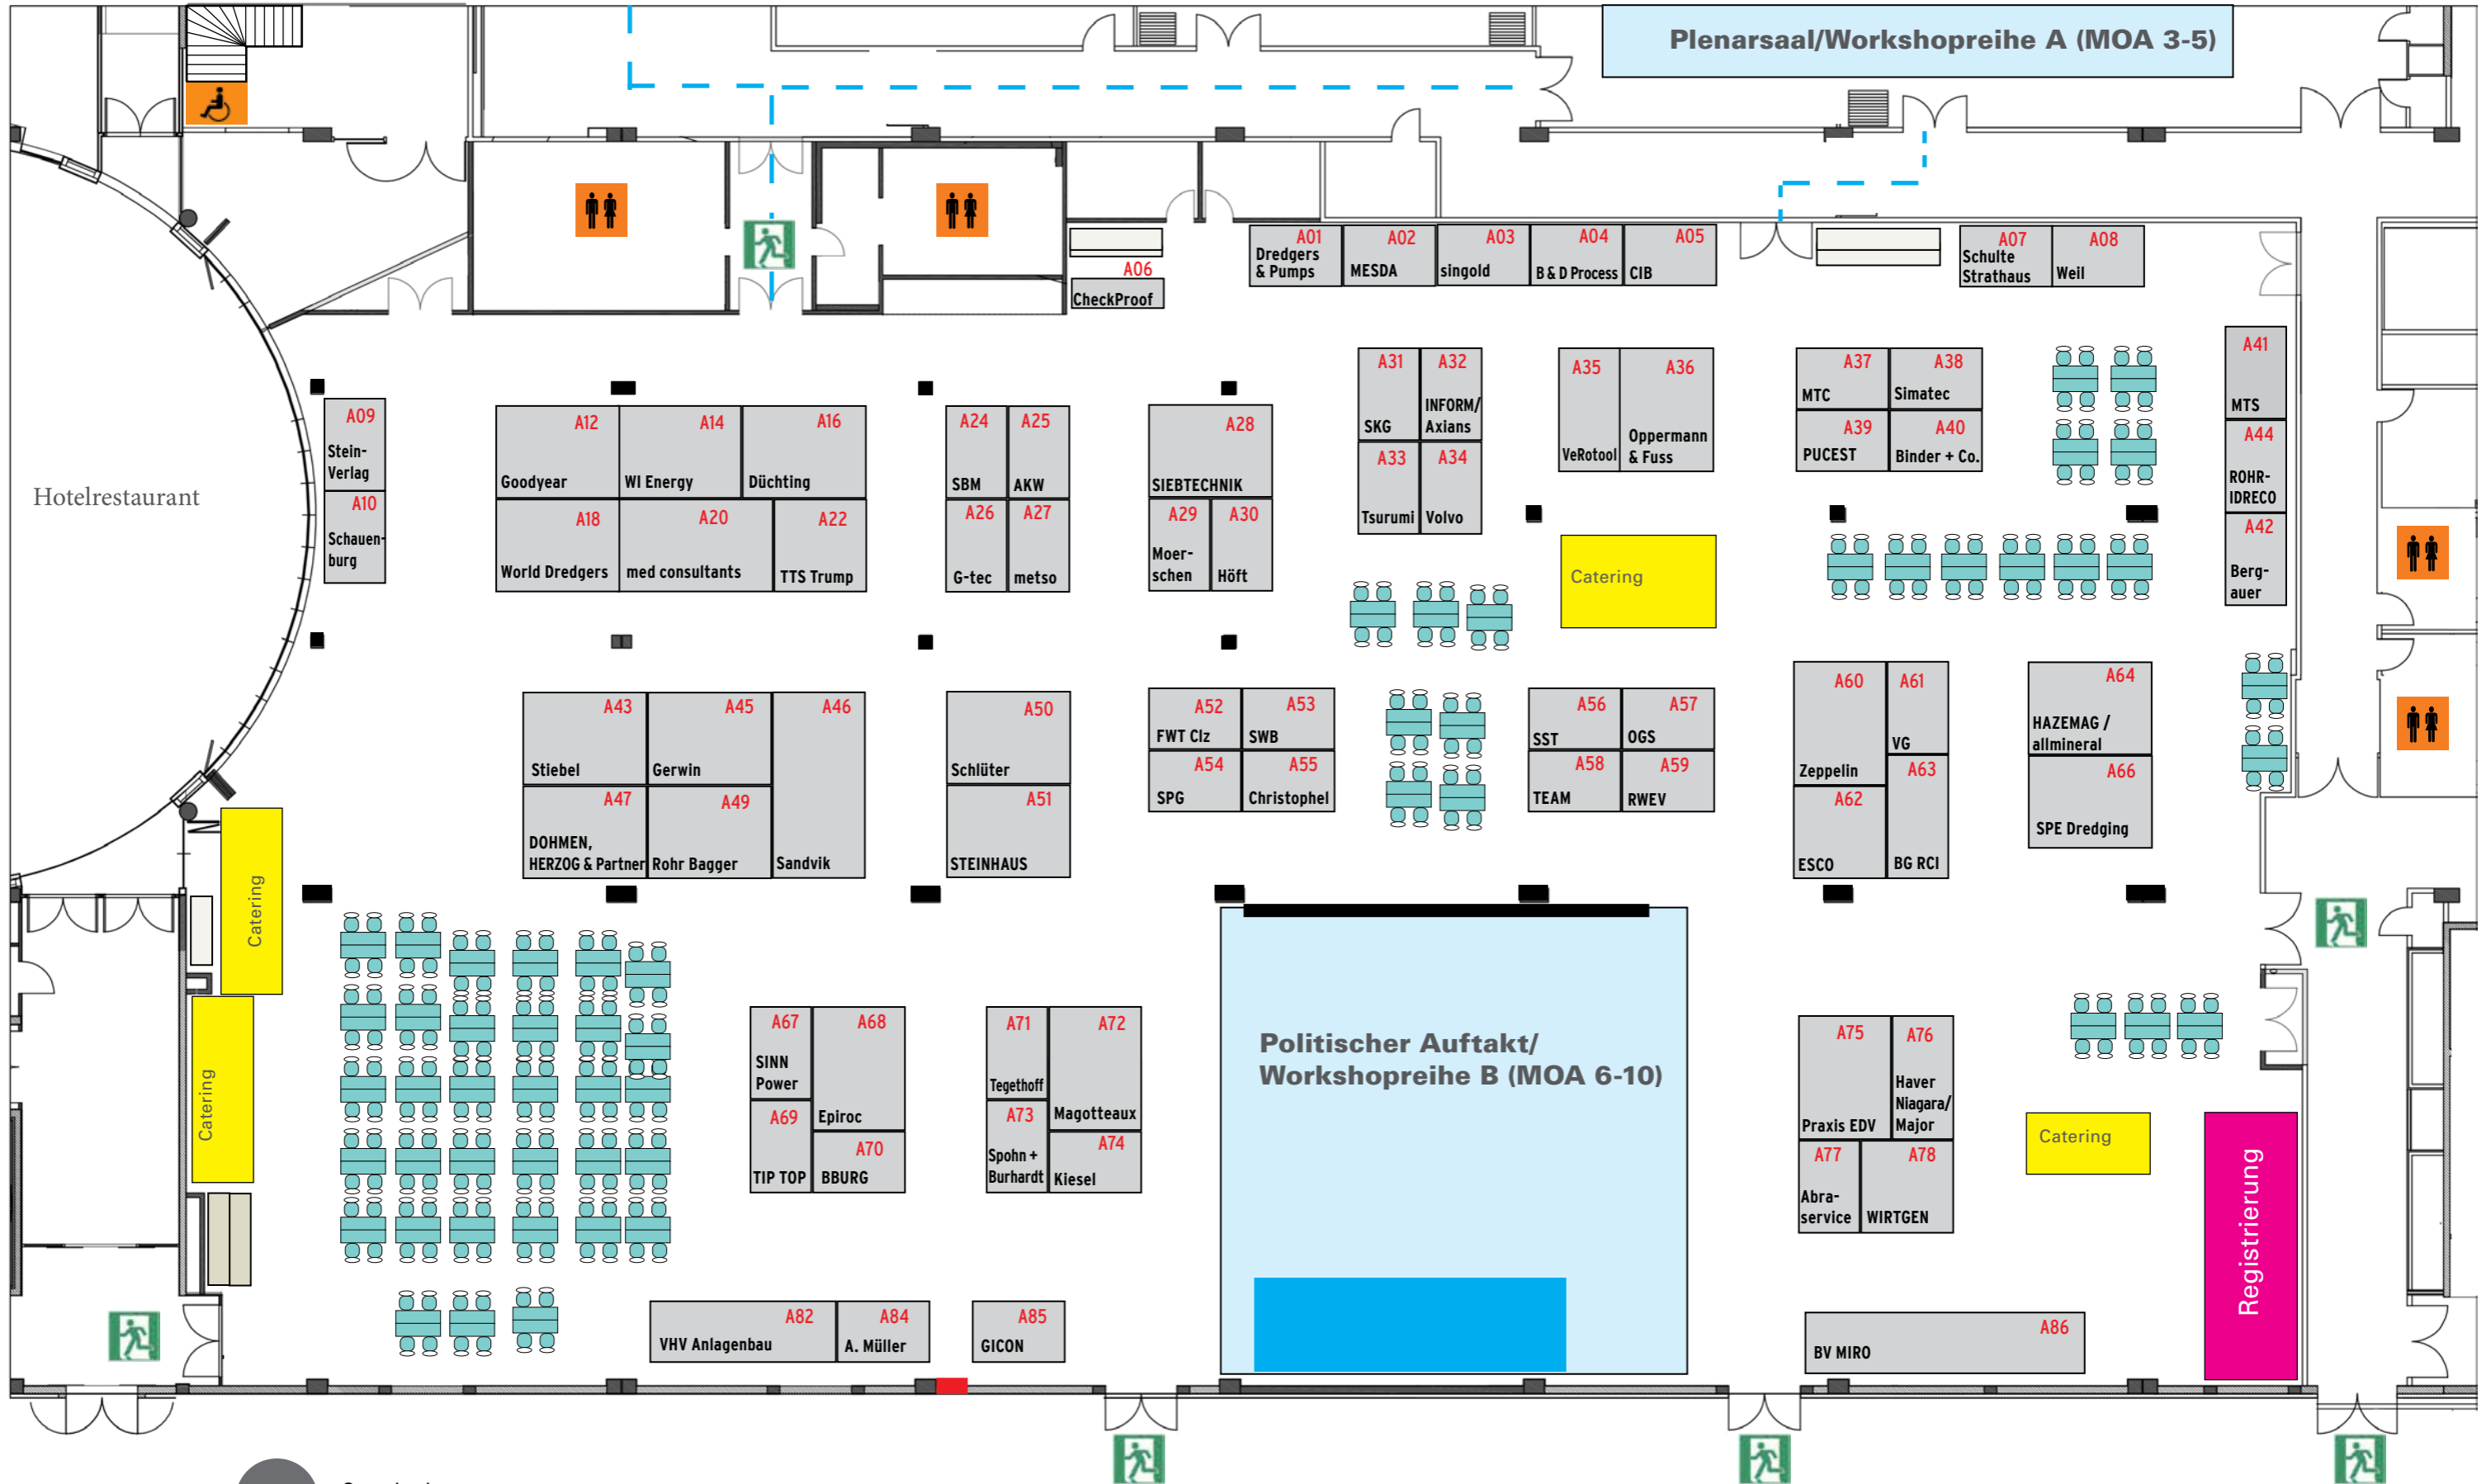 Plenarsaal/Workshopreihe A (MOA 3-5)
A01
Dredgers
& Pumps
A02
MESDA
A03
singold
A04
B & D Process
A05
CIB
A06
CheckProof
A07
Schulte
Strathaus
A08
Weil
Hotelrestaurant
A09
Stein-
Verlag
A10
Schauen-
burg
A12
Goodyear
A14
WI Energy
A16
Düchting
A18
World Dredgers
A20
med consultants
A22
TTS Trump
A24
SBM
A25
AKW
A26
G-tec
A27
metso
A28
SIEBTECHNIK
A29
Moer-
schen
A30
Höft
A31
SKG
A32
INFORM/
Axians
A33
Tsurumi
A34
Volvo
A35
VeRotool
A36
Oppermann
& Fuss
A37
MTC
A38
Simatec
A39
PUCEST
A40
Binder + Co.
A41
MTS
A44
ROHR-
IDRECO
A42
Berg-
auer
Catering
A43
Stiebel
A45
Gerwin
A46
Sandvik
A47
DOHMEN,
HERZOG & Partner
A49
Rohr Bagger
A50
Schlüter
A51
STEINHAUS
A52
FWT Clz
A53
SWB
A54
SPG
A55
Christophel
A56
SST
A57
OGS
A58
TEAM
A59
RWEV
A60
Zeppelin
A61
VG
A62
ESCO
A63
BG RCI
A64
HAZEMAG /
allmineral
A66
SPE Dredging
Catering
Catering
A67
SINN
Power
A68
Epiroc
A69
TIP TOP
A70
BBURG
A71
Tegethoff
A72
Magotteaux
A73
Spohn +
Burhardt
A74
Kiesel
Politischer Auftakt/
Workshopreihe B (MOA 6-10)
A75
Praxis EDV
A76
Haver
Niagara/
Major
A77
Abra-
service
A78
WIRTGEN
Catering
Registrierung
A82
VHV Anlagenbau
A84
A. Müller
A85
GICON
A86
BV MIRO